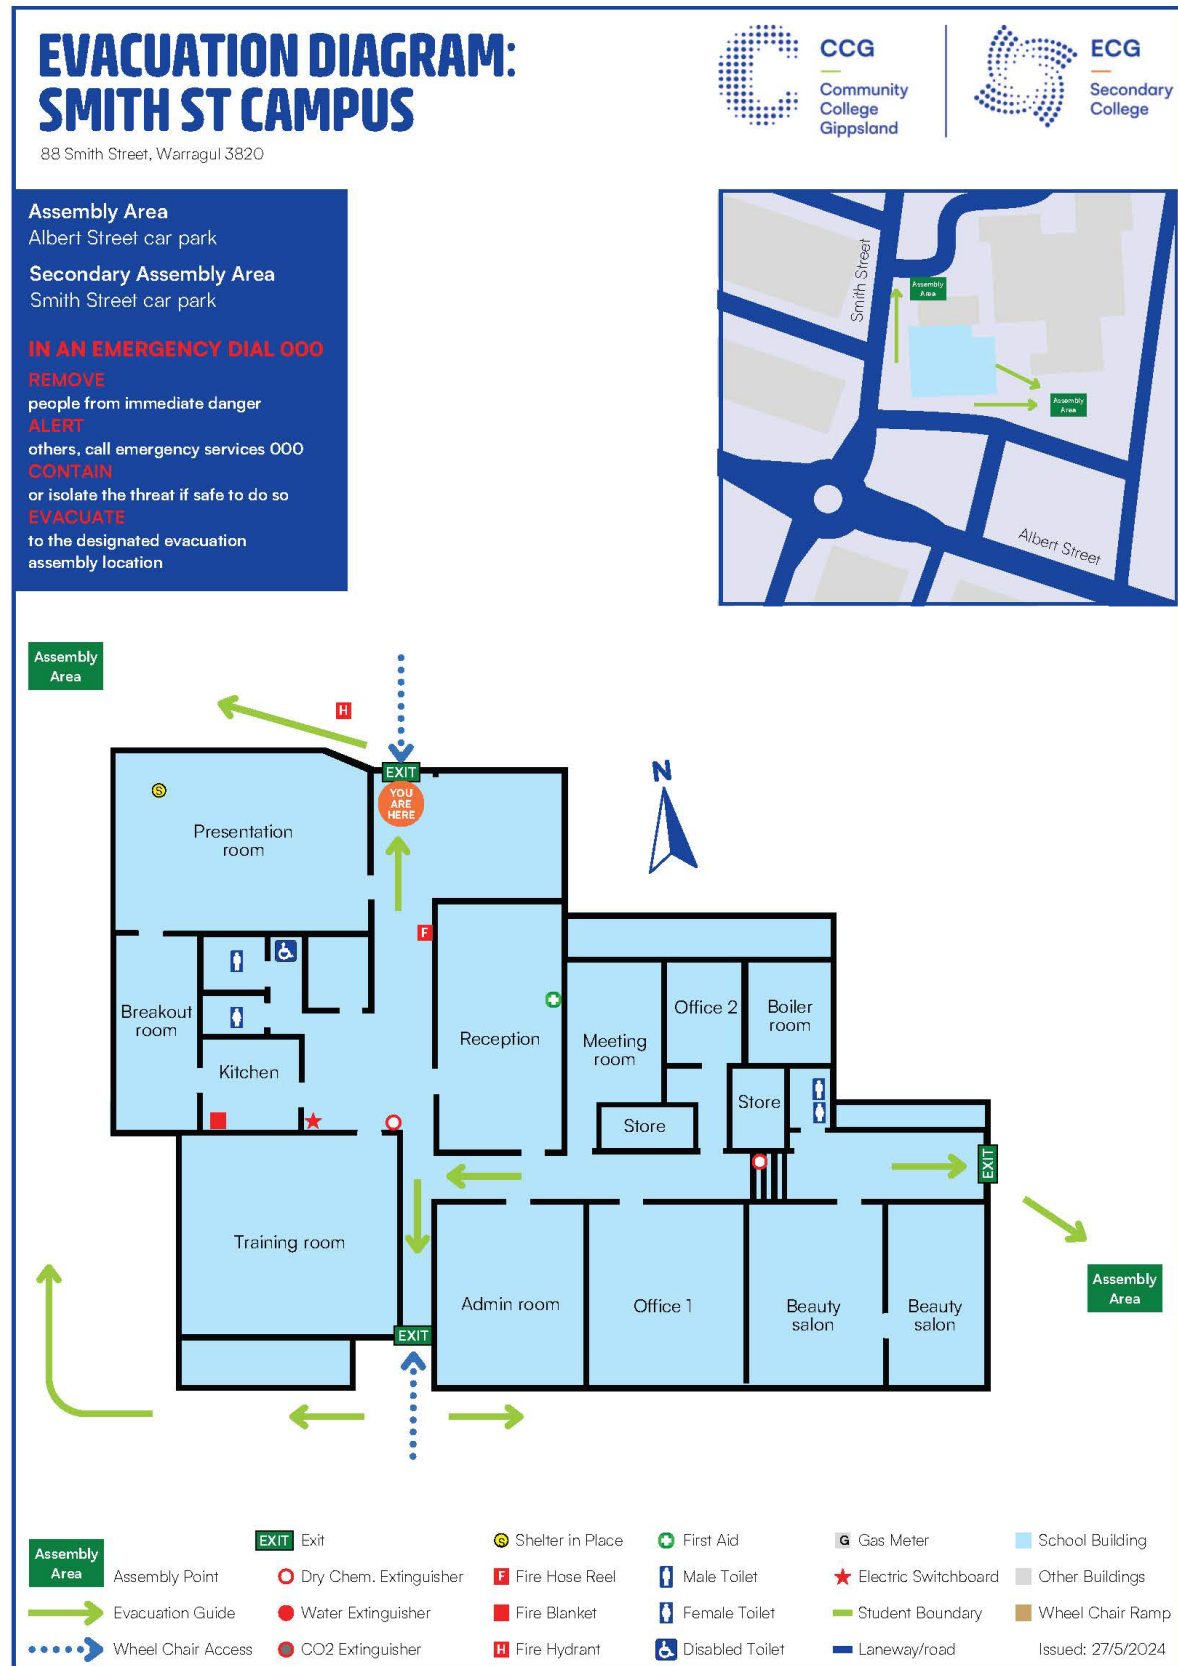 EVACUATION DIAGRAM:
SMITH ST CAMPUS
88 Smith Street, Warragul 3820
CCG
Community
College
Gippsland
ECG
Secondary
College
Assembly Area
Albert Street car park
Secondary Assembly Area
Smith Street car park
IN AN EMERGENCY DIAL 000
REMOVE
people from immediate danger
ALERT
others, call emergency services 000
CONTAIN
or isolate the threat if safe to do so
EVACUATE
to the designated evacuation
assembly location
Smith Street
Assembly
Area
Assembly
Area
Albert Street
Assembly
Area
H
EXIT
YOU
ARE
HERE
N
S
Presentation
room
F
Breakout
room
Kitchen
Reception
Meeting
room
Office 2
Boiler
room
Store
Store
EXIT
Training room
Admin room
Office 1
Beauty
salon
Beauty
salon
Assembly
Area
EXIT
Assembly
Area
Assembly Point
Evacuation Guide
Wheel Chair Access
EXIT Exit
Dry Chem. Extinguisher
Water Extinguisher
CO2 Extinguisher
S Shelter in Place
F Fire Hose Reel
Fire Blanket
H Fire Hydrant
First Aid
Male Toilet
Female Toilet
Disabled Toilet
G Gas Meter
Electric Switchboard
Student Boundary
Laneway/road
School Building
Other Buildings
Wheel Chair Ramp
Issued: 27/5/2024